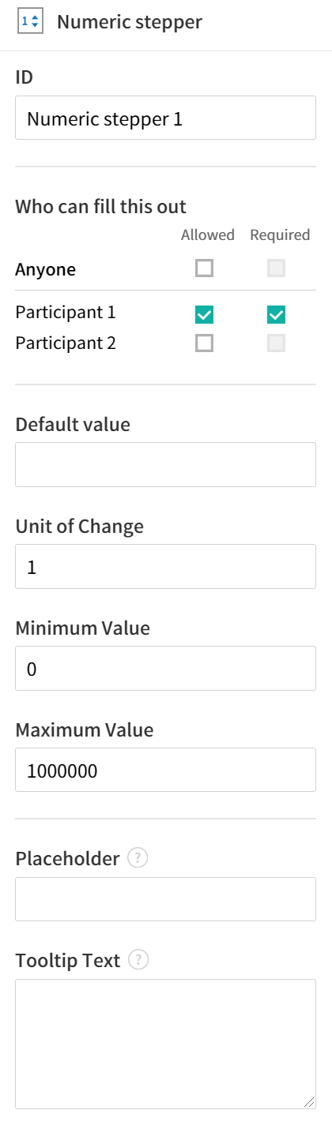 1 Numeric stepper
ID
Numeric stepper 1
Who can fill this out
Allowed Required
Anyone
Participant 1
Participant 2
Default value
Unit of Change
1
Minimum Value
0
Maximum Value
1000000
Placeholder ?
Tooltip Text ?